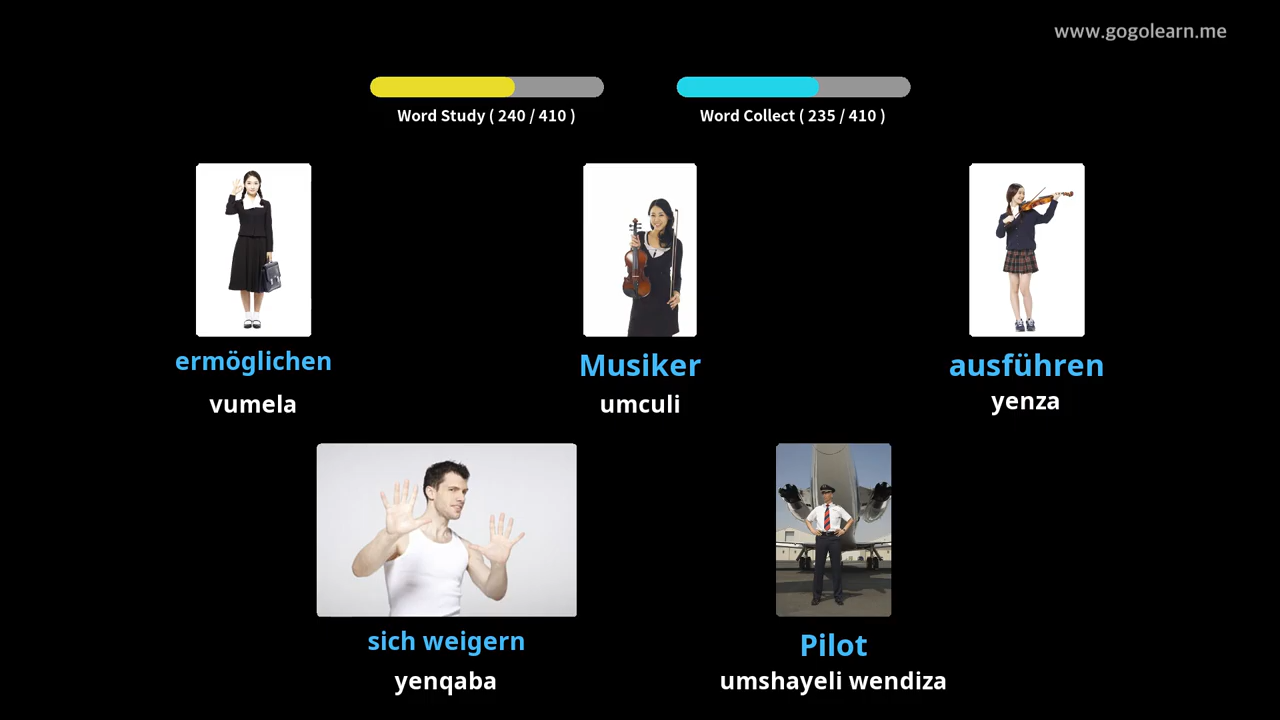 www.gogolearn.me
Word Study ( 240 / 410 )
Word Collect ( 235 / 410 )
ermöglichen
vumela
Musiker
umculi
ausführen
yenza
sich weigern
yenqaba
Pilot
umshayeli wendiza